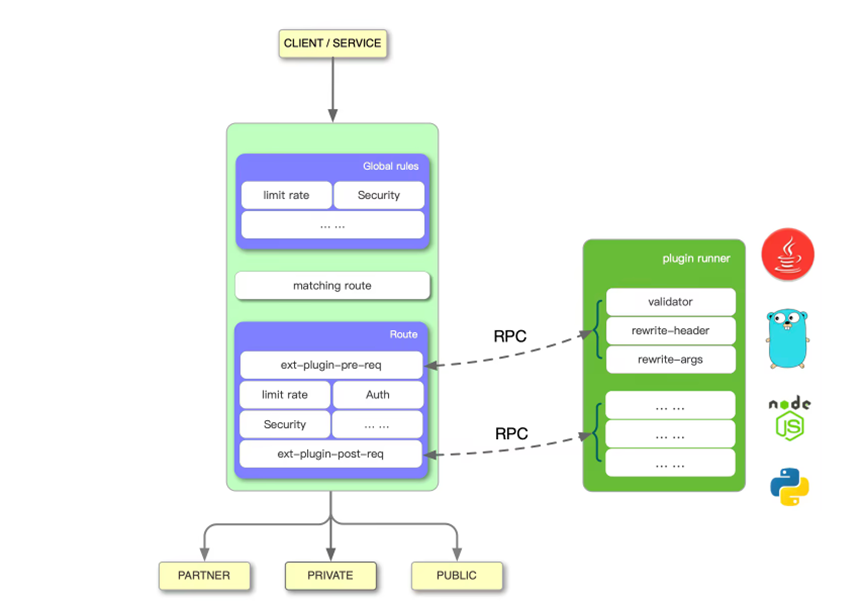 CLIENT / SERVICE
Global rules
limit rate
Security
... ...
matching route
Route
ext-plugin-pre-req
limit rate
Auth
Security
... ...
ext-plugin-post-req
RPC
RPC
plugin runner
validator
rewrite-header
rewrite-args
... ...
... ...
... ...
node
JS
PARTNER
PRIVATE
PUBLIC